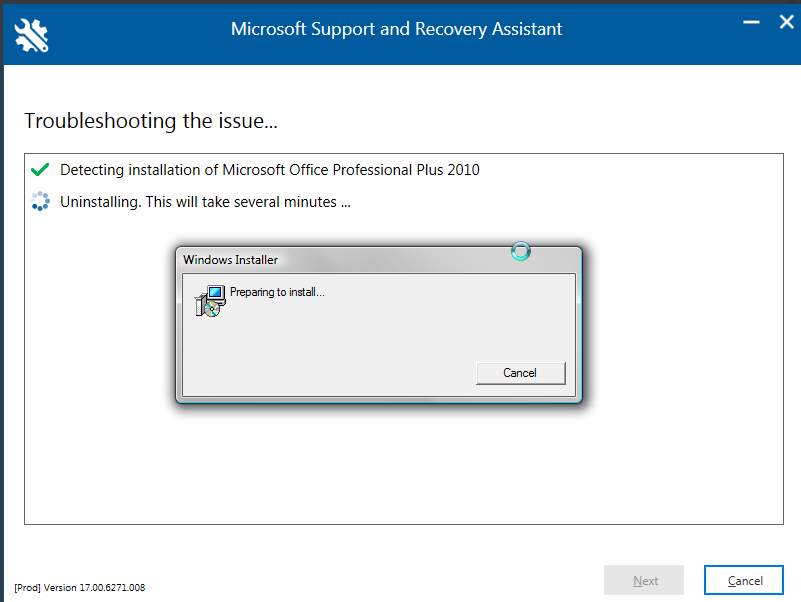 Microsoft Support and Recovery Assistant
Troubleshooting the issue...
Detecting installation of Microsoft Office Professional Plus 2010
Uninstalling. This will take several minutes ...
Windows Installer
Preparing to install...
Cancel
Next
Cancel
[Prod] Version 17.00.6271.008